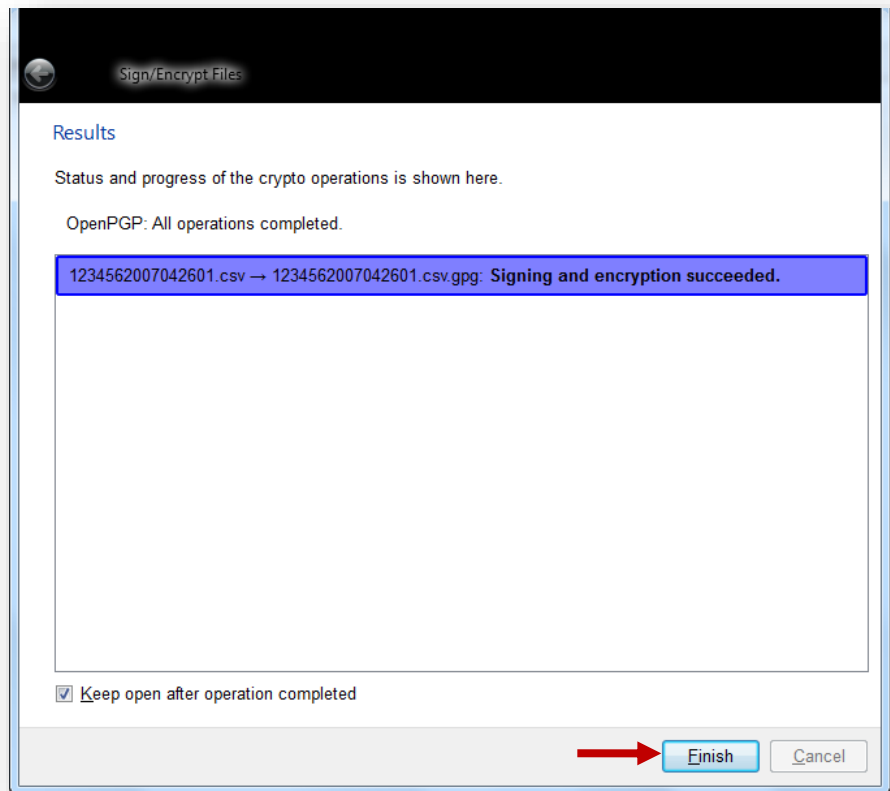 Sign/Encrypt Files
Results
Status and progress of the crypto operations is shown here.
OpenPGP: All operations completed.
1234562007042601.csv → 1234562007042601.csv.gpg: Signing and encryption succeeded.
Keep open after operation completed
Finish Cancel